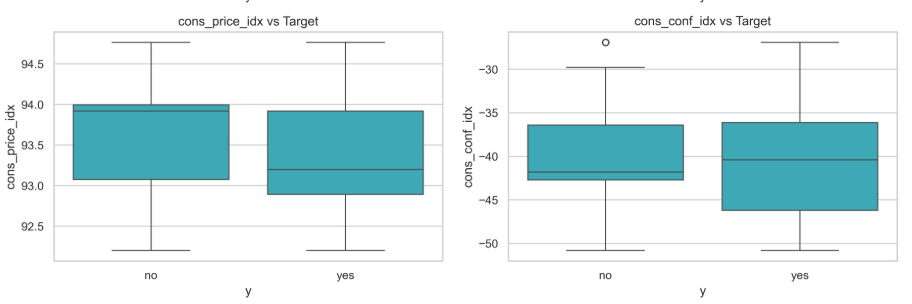 y y
cons_price_idx vs Target
94.5
94.0
93.5
93.0
92.5
cons_price_idx
no yes
y
cons_conf_idx vs Target
−30
−35
−40
−45
−50
cons_conf_idx
no yes
y